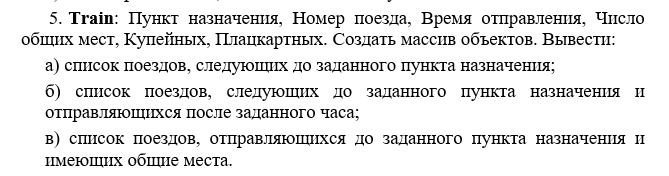 5. Train: Пункт назначения, Номер поезда, Время отправления, Число
общих мест, Купейных, Плацкартных. Создать массив объектов. Вывести:
а) список поездов, следующих до заданного пункта назначения;
б) список поездов, следующих до заданного пункта назначения и
отправляющихся после заданного часа;
в) список поездов, отправляющихся до заданного пункта назначения и
имеющих общие места.